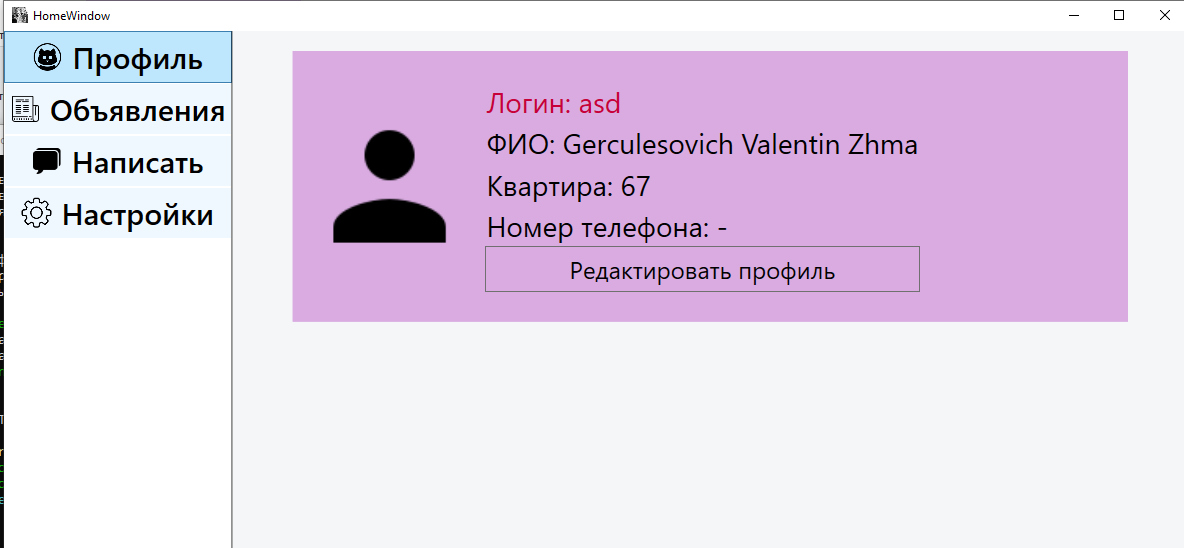 HomeWindow
Профиль
Объявления
Написать
Настройки
Логин: asd
ФИО: Gerculesovich Valentin Zhma
Квартира: 67
Номер телефона: -
Редактировать профиль